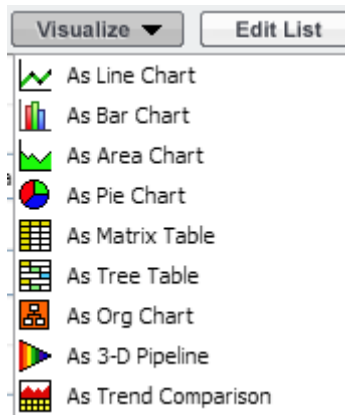 Visualize Edit List
As Line Chart
As Bar Chart
As Area Chart
As Pie Chart
As Matrix Table
As Tree Table
As Org Chart
As 3-D Pipeline
As Trend Comparison